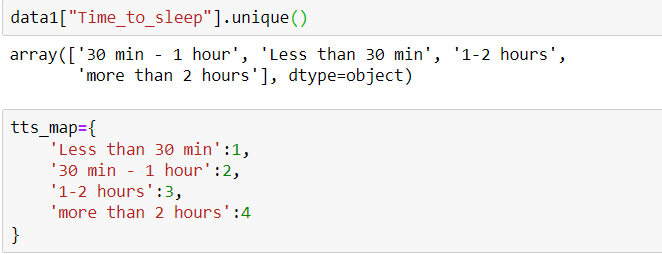 data1["Time_to_sleep"].unique()
array(['30 min - 1 hour', 'Less than 30 min', '1-2 hours',
       'more than 2 hours'], dtype=object)
tts_map={
    'Less than 30 min':1,
    '30 min - 1 hour':2,
    '1-2 hours':3,
    'more than 2 hours':4
}